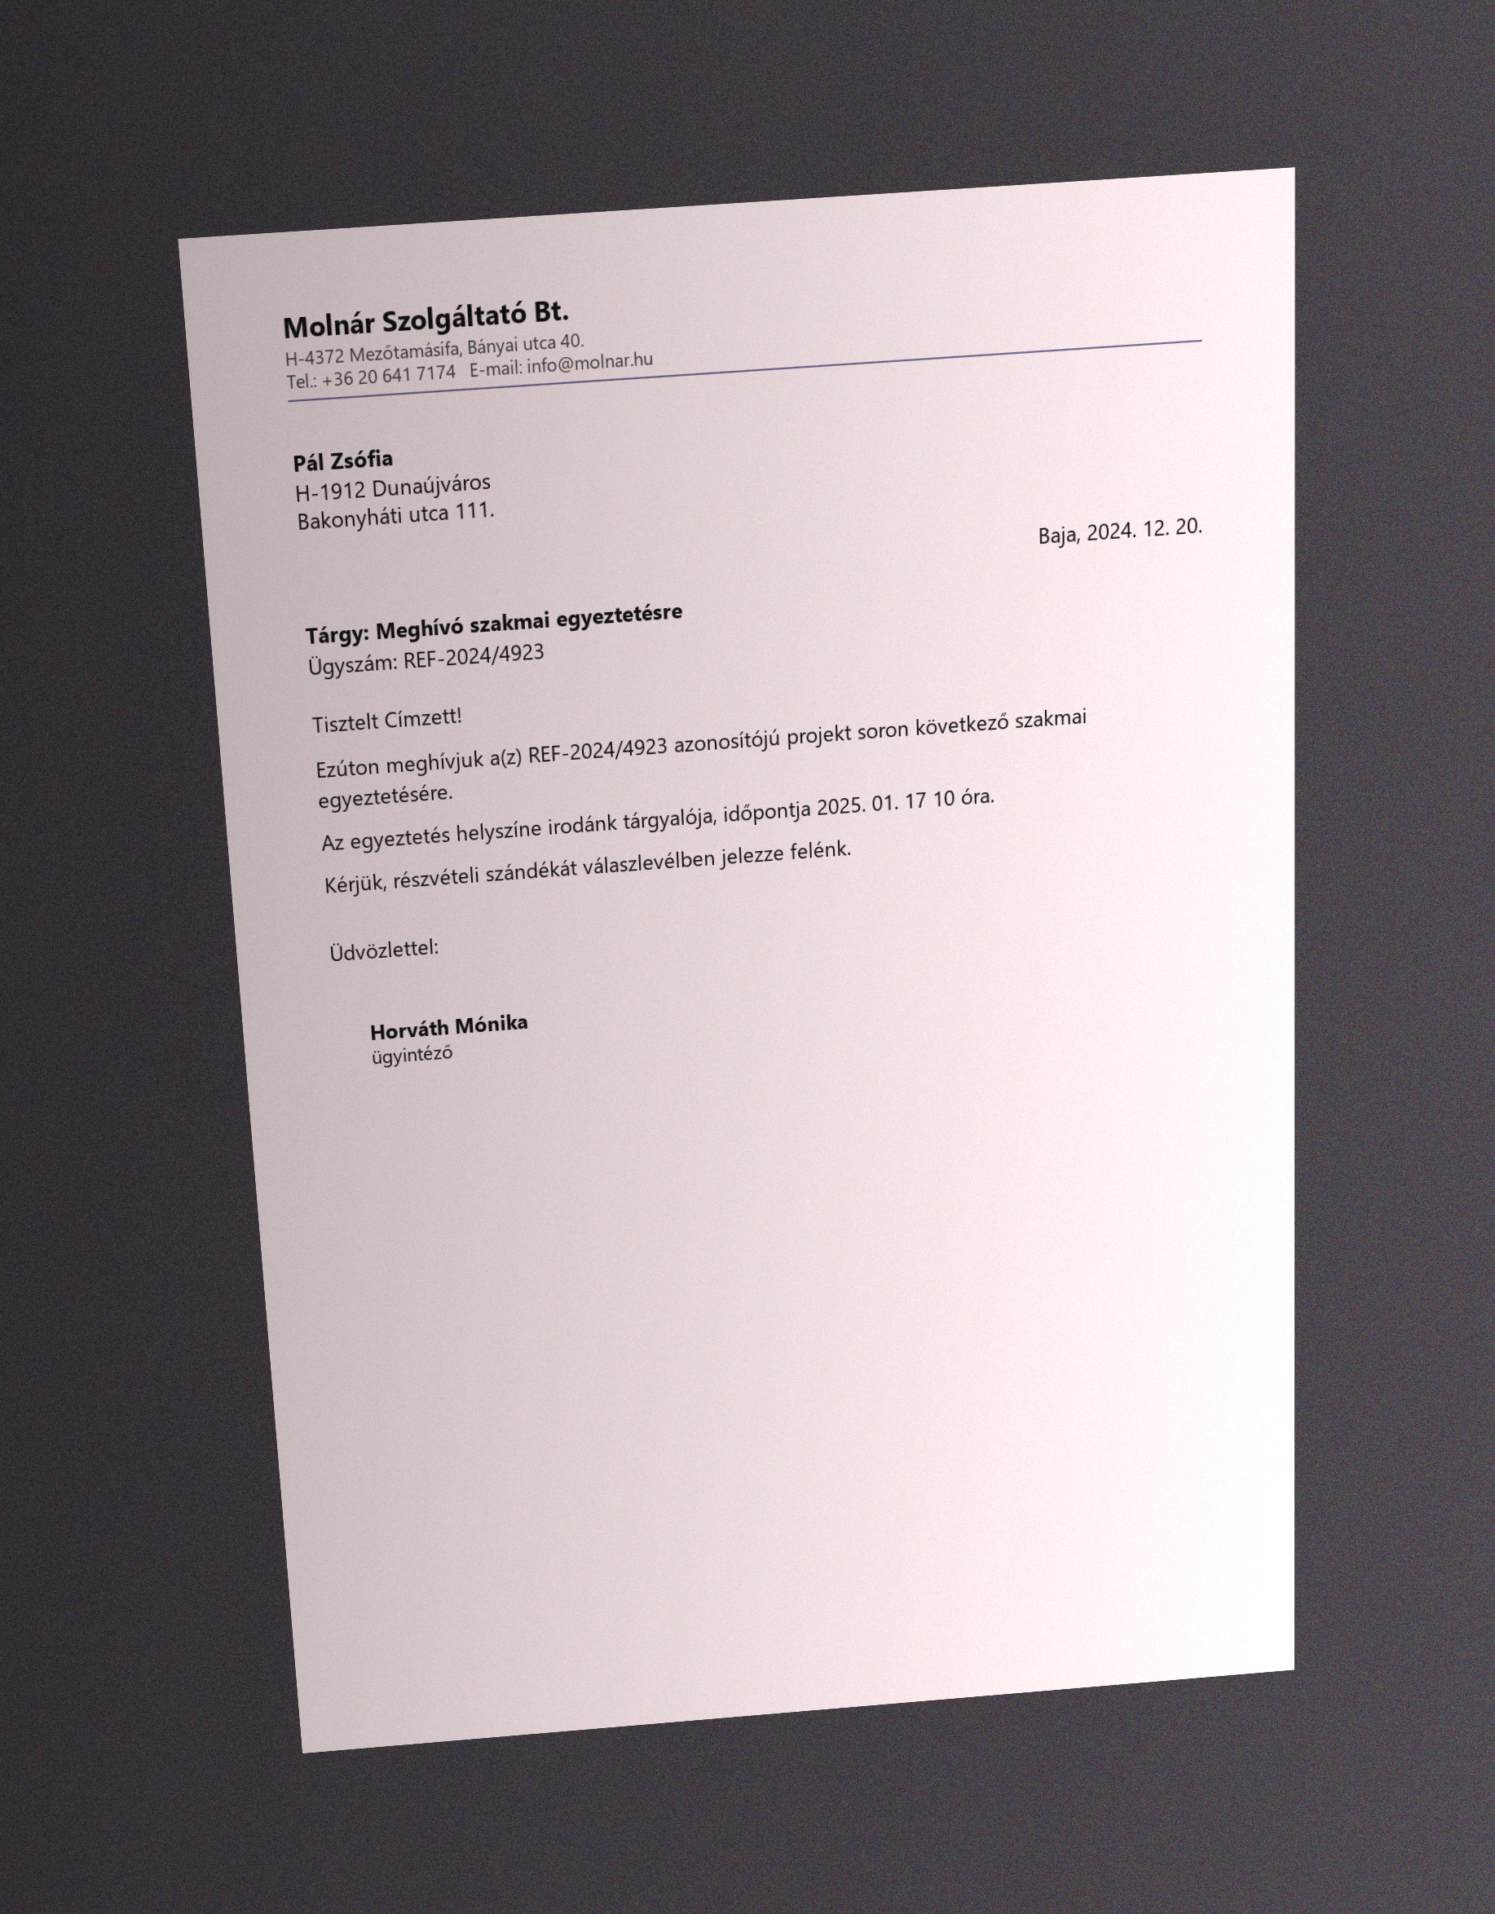 Molnár Szolgáltató Bt.
H-4372 Mezőtamásifa, Bányai utca 40.
Tel.: +36 20 641 7174   E-mail: info@molnar.hu
Pál Zsófia
H-1912 Dunaújváros
Bakonyháti utca 111.
Baja, 2024. 12. 20.
Tárgy: Meghívó szakmai egyeztetésre
Ügyszám: REF-2024/4923
Tisztelt Címzett!
Ezúton meghívjuk a(z) REF-2024/4923 azonosítójú projekt soron következő szakmai
egyeztetésére.
Az egyeztetés helyszíne irodánk tárgyalója, időpontja 2025. 01. 17 10 óra.
Kérjük, részvételi szándékát válaszlevélben jelezze felénk.
Üdvözlettel:
Horváth Mónika
ügyintéző